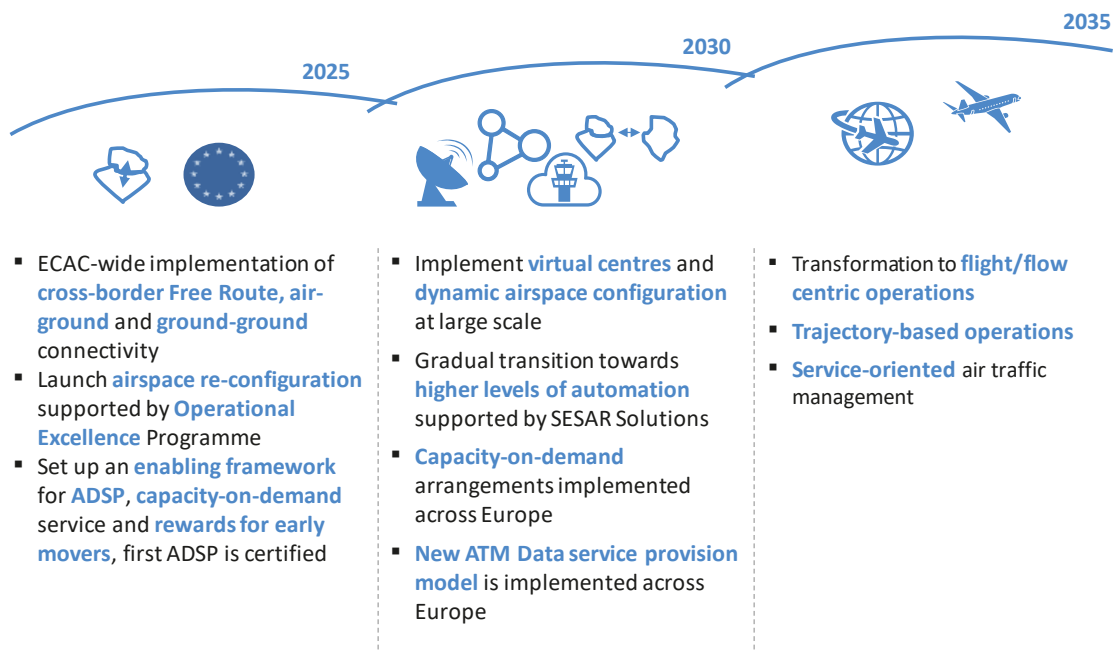 2025
2030
2035
▪ ECAC-wide implementation of
cross-border Free Route, air-
ground and ground-ground
connectivity
▪ Launch airspace re-configuration
supported by Operational
Excellence Programme
▪ Set up an enabling framework
for ADSP, capacity-on-demand
service and rewards for early
movers, first ADSP is certified
▪ Implement virtual centres and
dynamic airspace configuration
at large scale
▪ Gradual transition towards
higher levels of automation
supported by SESAR Solutions
▪ Capacity-on-demand
arrangements implemented
across Europe
▪ New ATM Data service provision
model is implemented across
Europe
▪ Transformation to flight/flow
centric operations
▪ Trajectory-based operations
▪ Service-oriented air traffic
management